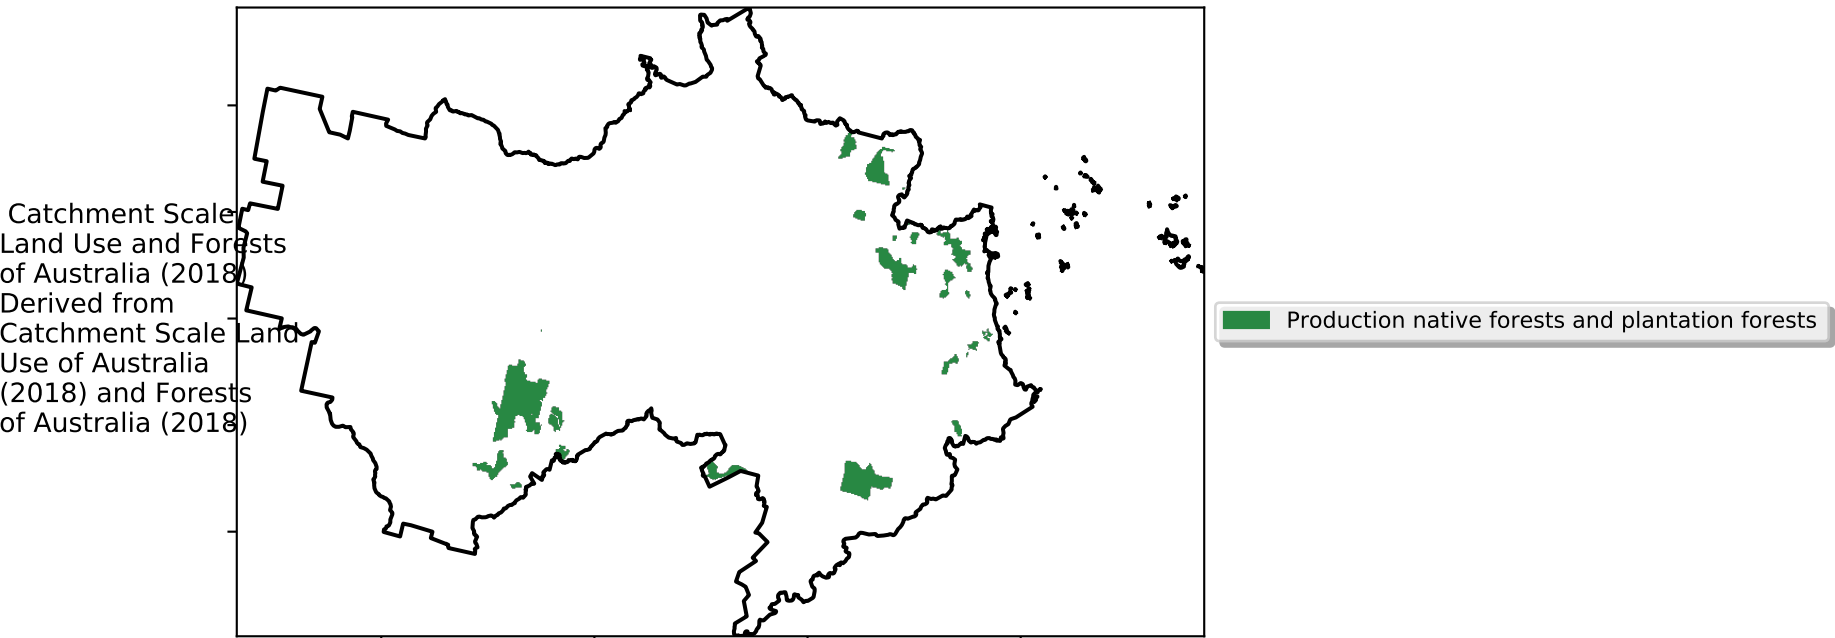 Catchment Scale
Land Use and Forests
of Australia (2018)
Derived from
Catchment Scale Land
Use of Australia
(2018) and Forests
of Australia (2018)
Production native forests and plantation forests